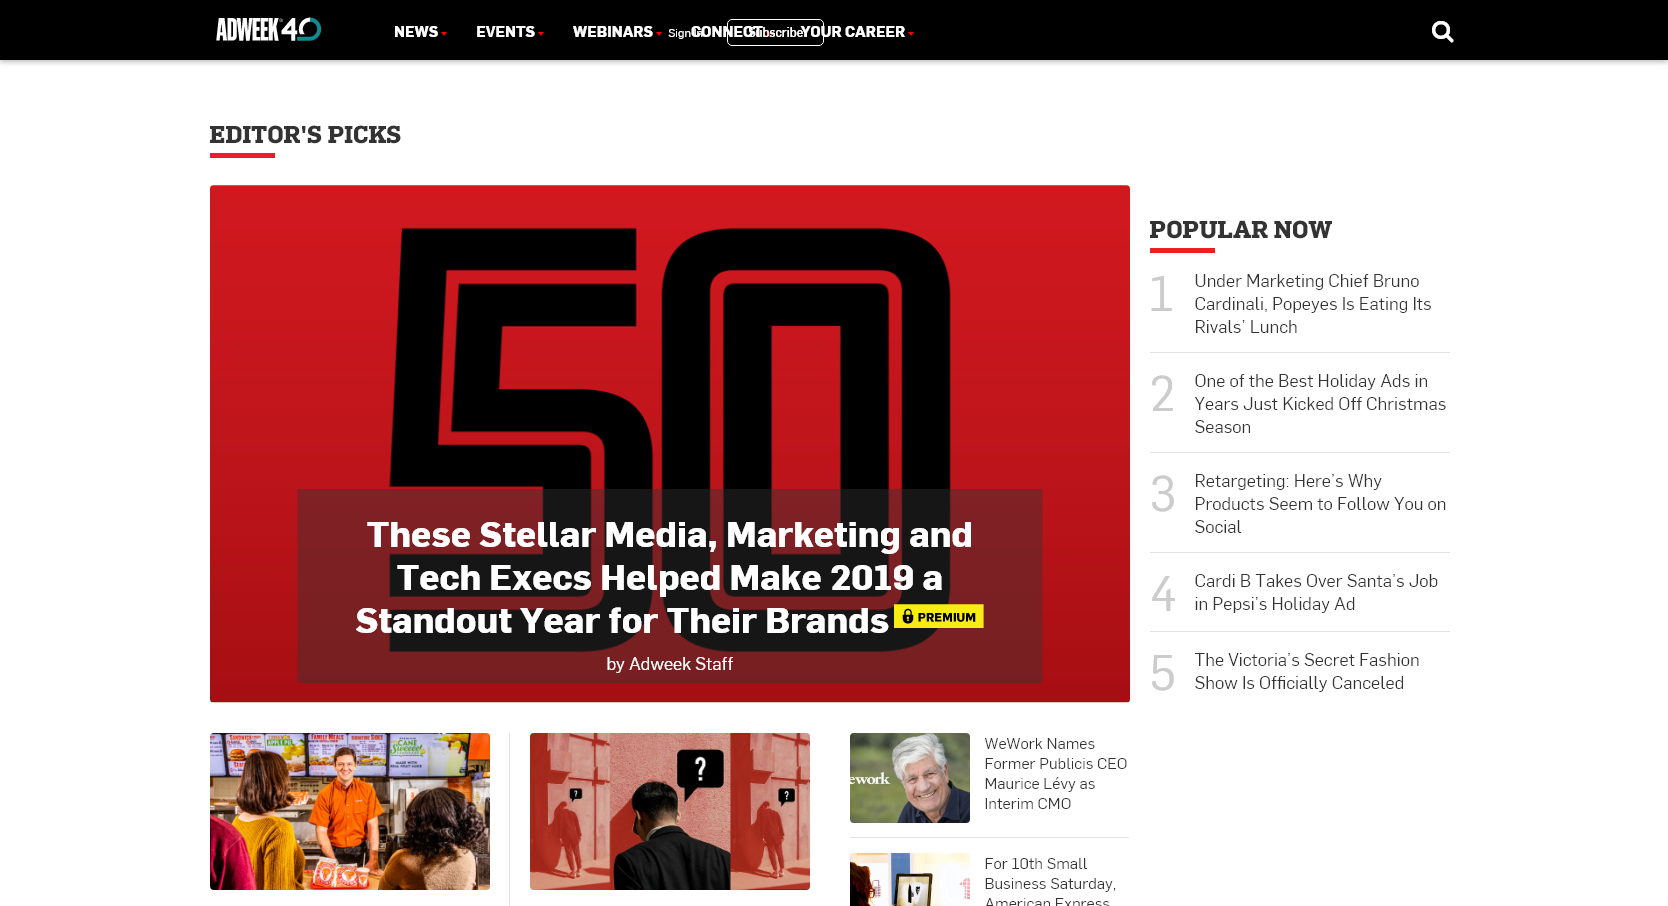 ADWEEK 40
NEWS
EVENTS
WEBINARS
CONNECT
YOUR CAREER
Subscribe
EDITOR'S PICKS
50
These Stellar Media, Marketing and
Tech Execs Helped Make 2019 a
Standout Year for Their Brands PREMIUM
by Adweek Staff
POPULAR NOW
1
Under Marketing Chief Bruno
Cardinali, Popeyes Is Eating Its
Rivals' Lunch
2
One of the Best Holiday Ads in
Years Just Kicked Off Christmas
Season
3
Retargeting: Here's Why
Products Seem to Follow You on
Social
4
Cardi B Takes Over Santa's Job
in Pepsi's Holiday Ad
5
The Victoria's Secret Fashion
Show Is Officially Canceled
?
?
?
ework
WeWork Names
Former Publicis CEO
Maurice Lévy as
Interim CMO
For 10th Small
Business Saturday,
American Express